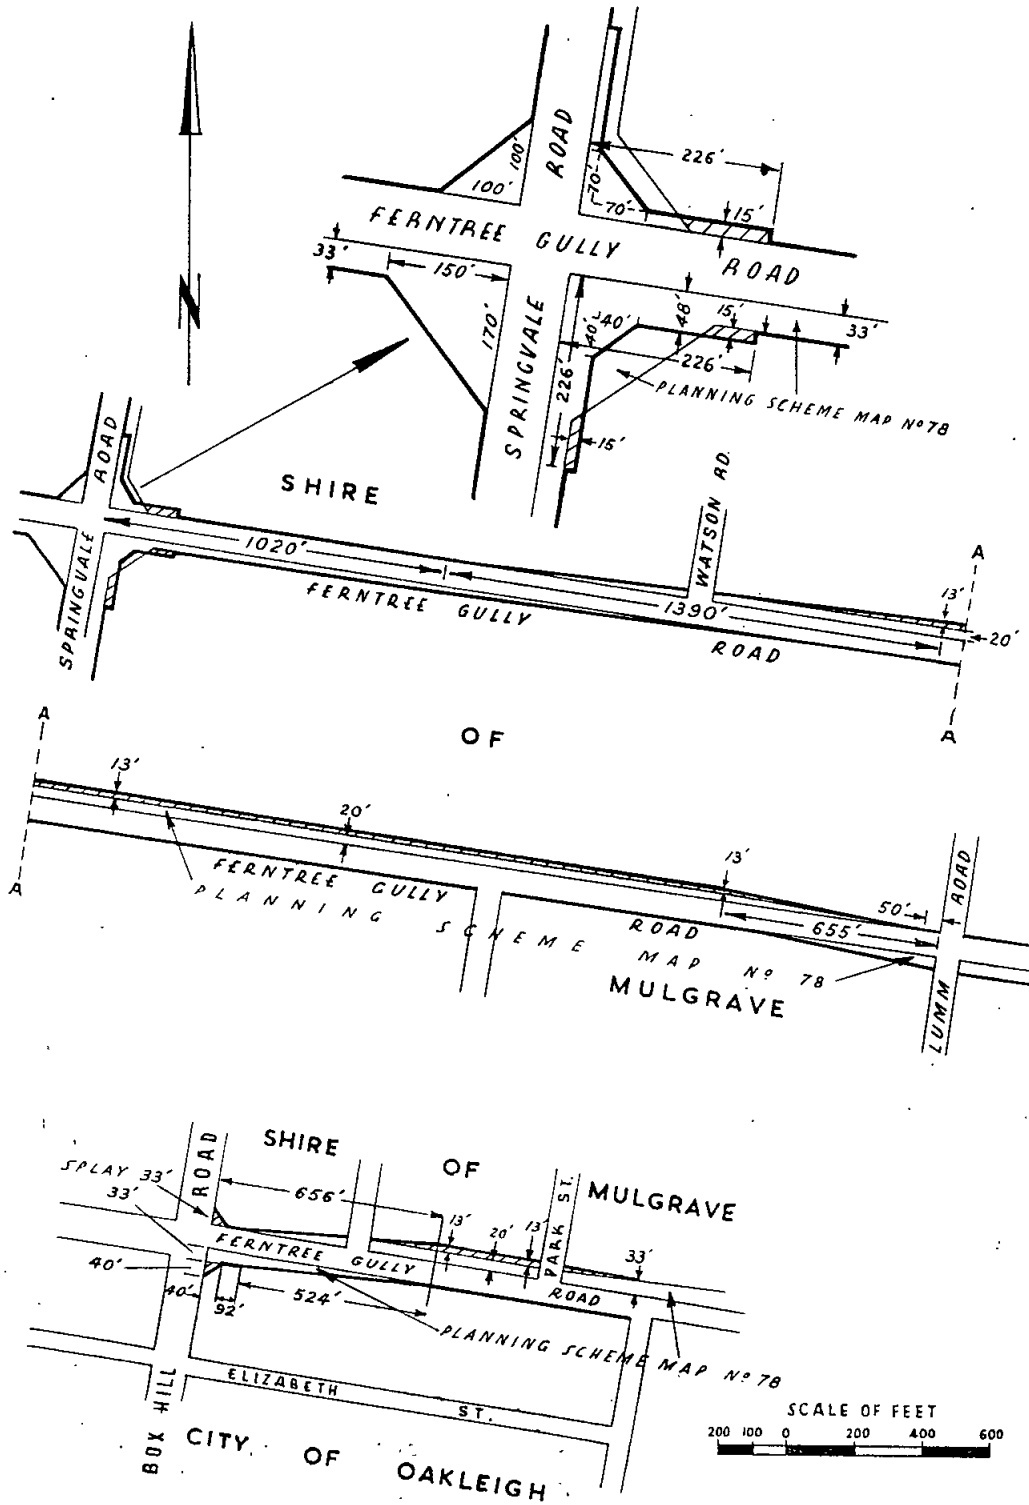 N
ROAD
226'
100'
100'
70'
70'
15'
FERNTREE GULLY ROAD
33'
150'
170'
SPRINGVALE
226'
40'
40'
48'
15'
33'
226'
PLANNING SCHEME MAP Nº 78
15'
ROAD
SHIRE
WATSON RD.
SPRINGVALE
1020'
1390'
FERNTREE GULLY ROAD
13'
20'
A
A
OF
A
A
13'
20'
13'
50'
655'
FERNTREE GULLY ROAD
PLANNING SCHEME MAP Nº 78
MULGRAVE
LUMM ROAD
SHIRE OF MULGRAVE
ROAD
SPLAY 33'
33'
656'
13'
20'
13'
PARK ST.
33'
FERNTREE GULLY ROAD
40'
40'
92'
524'
PLANNING SCHEME MAP Nº 78
ELIZABETH ST.
BOX HILL
CITY OF OAKLEIGH
SCALE OF FEET
200 100 0 200 400 600